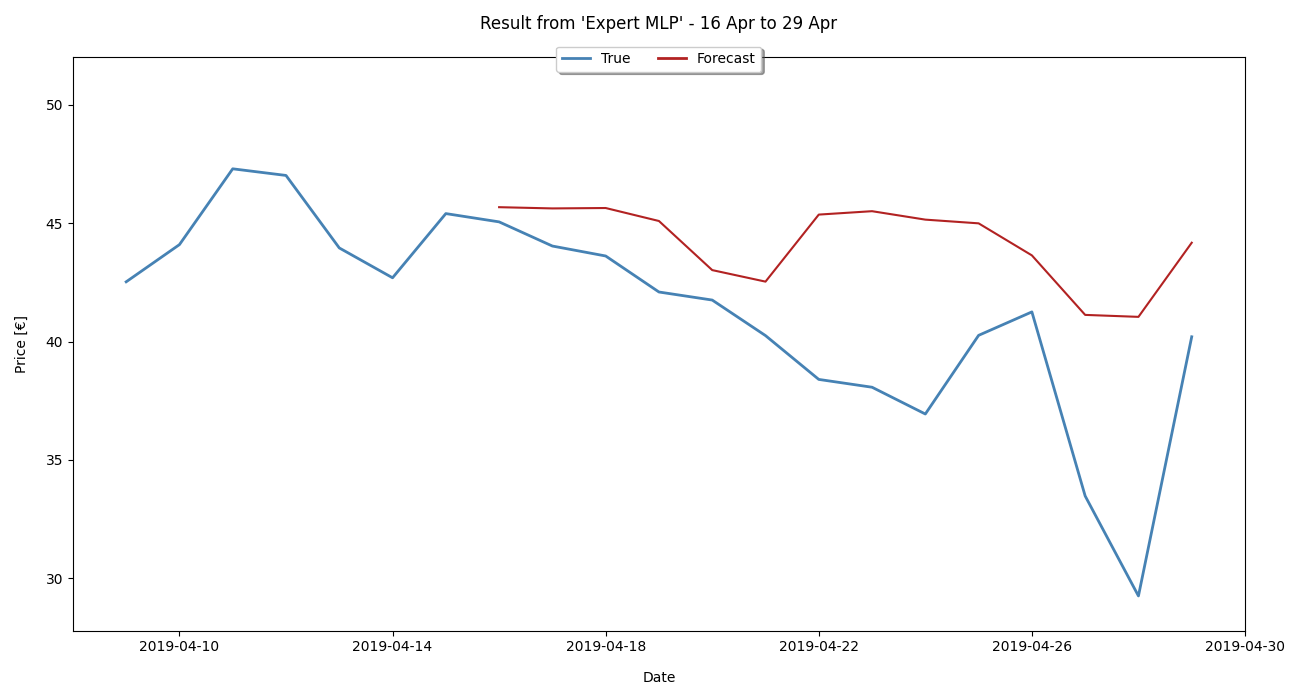 Result from 'Expert MLP' - 16 Apr to 29 Apr
True Forecast
50
45
40
35
30
Price [€]
2019-04-10 2019-04-14 2019-04-18 2019-04-22 2019-04-26 2019-04-30
Date